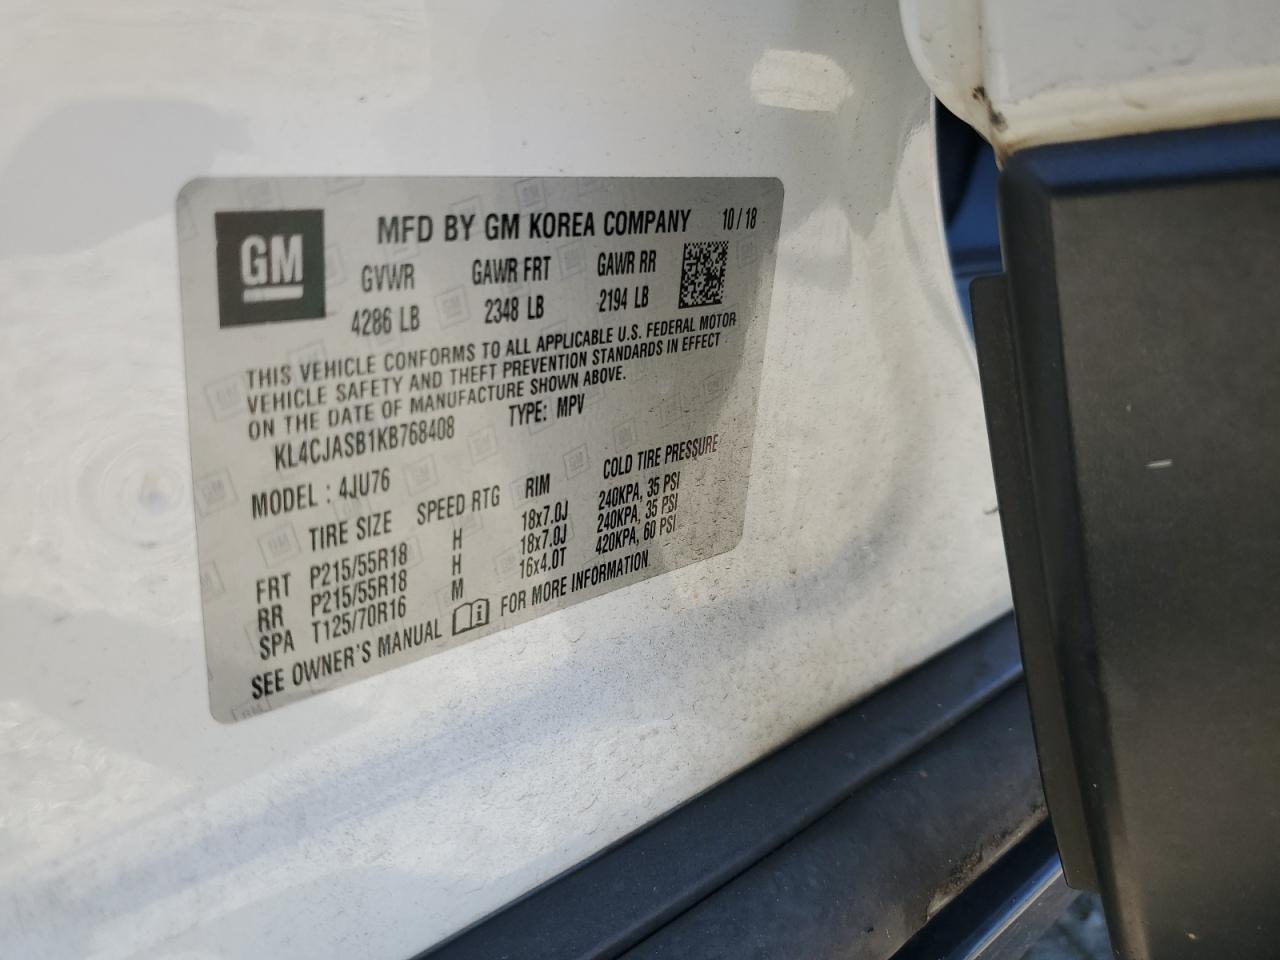 GM
MFD BY GM KOREA COMPANY 10 / 18
GVWR GAWR FRT GAWR RR
4286 LB 2348 LB 2194 LB
THIS VEHICLE CONFORMS TO ALL APPLICABLE U.S. FEDERAL MOTOR
VEHICLE SAFETY AND THEFT PREVENTION STANDARDS IN EFFECT
ON THE DATE OF MANUFACTURE SHOWN ABOVE.
KL4CJASB1KB768408 TYPE: MPV
MODEL : 4JU76
TIRE SIZE SPEED RTG RIM COLD TIRE PRESSURE
FRT P215/55R18 H 18x7.0J 240KPA, 35 PSI
RR P215/55R18 H 18x7.0J 240KPA, 35 PSI
SPA T125/70R16 M 16x4.0T 420KPA, 60 PSI
SEE OWNER'S MANUAL FOR MORE INFORMATION